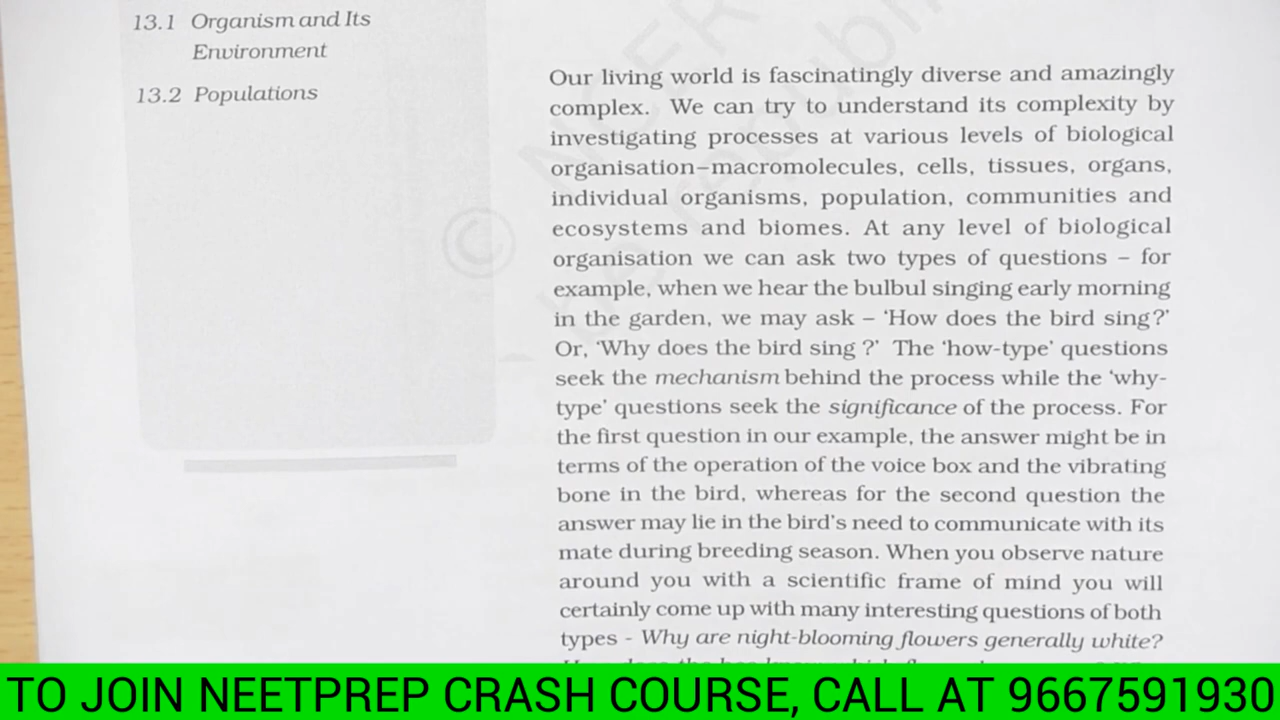 13.1 Organism and Its
Environment
13.2 Populations
Our living world is fascinatingly diverse and amazingly
complex. We can try to understand its complexity by
investigating processes at various levels of biological
organisation–macromolecules, cells, tissues, organs,
individual organisms, population, communities and
ecosystems and biomes. At any level of biological
organisation we can ask two types of questions – for
example, when we hear the bulbul singing early morning
in the garden, we may ask – ‘How does the bird sing?’
Or, ‘Why does the bird sing ?’ The ‘how-type’ questions
seek the mechanism behind the process while the ‘why-
type’ questions seek the significance of the process. For
the first question in our example, the answer might be in
terms of the operation of the voice box and the vibrating
bone in the bird, whereas for the second question the
answer may lie in the bird’s need to communicate with its
mate during breeding season. When you observe nature
around you with a scientific frame of mind you will
certainly come up with many interesting questions of both
types - Why are night-blooming flowers generally white?
TO JOIN NEETPREP CRASH COURSE, CALL AT 9667591930